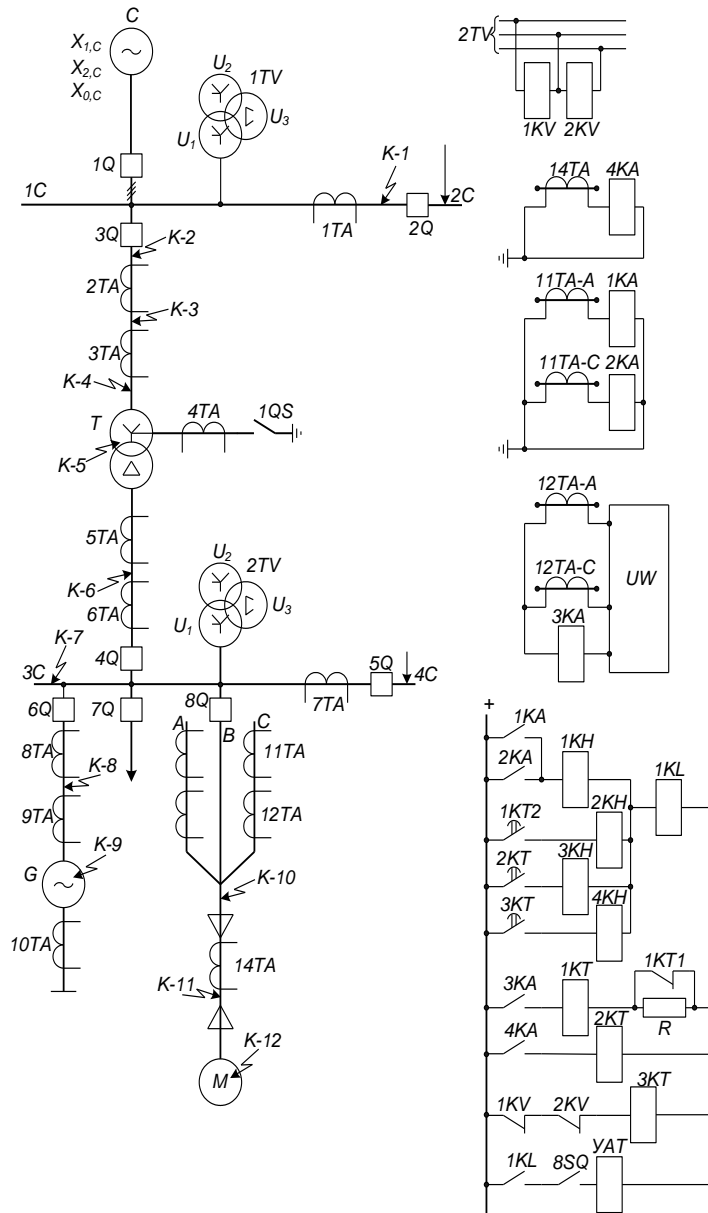 C
X1,C
X2,C
X0,C
U2
1TV
U3
U1
1Q
K-1
1C
2C
1TA
2Q
3Q
K-2
2TA
K-3
3TA
K-4
T
4TA
1QS
K-5
5TA
K-6
6TA
U2
2TV
U3
U1
K-7
4Q
5Q
3C
4C
7TA
6Q
7Q
8Q
A
B
C
8TA
11TA
K-8
9TA
12TA
K-9
G
K-10
10TA
14TA
K-11
K-12
M
2TV
1KV
2KV
14TA
4KA
11TA-A
1KA
11TA-C
2KA
12TA-A
12TA-C
UW
3KA
+
1KA
1KH
1KL
2KA
2KH
1KT2
3KH
2KT
4KH
3KT
1KT1
3KA
1KT
R
2KT
4KA
3KT
1KV
2KV
1KL
8SQ
УАТ